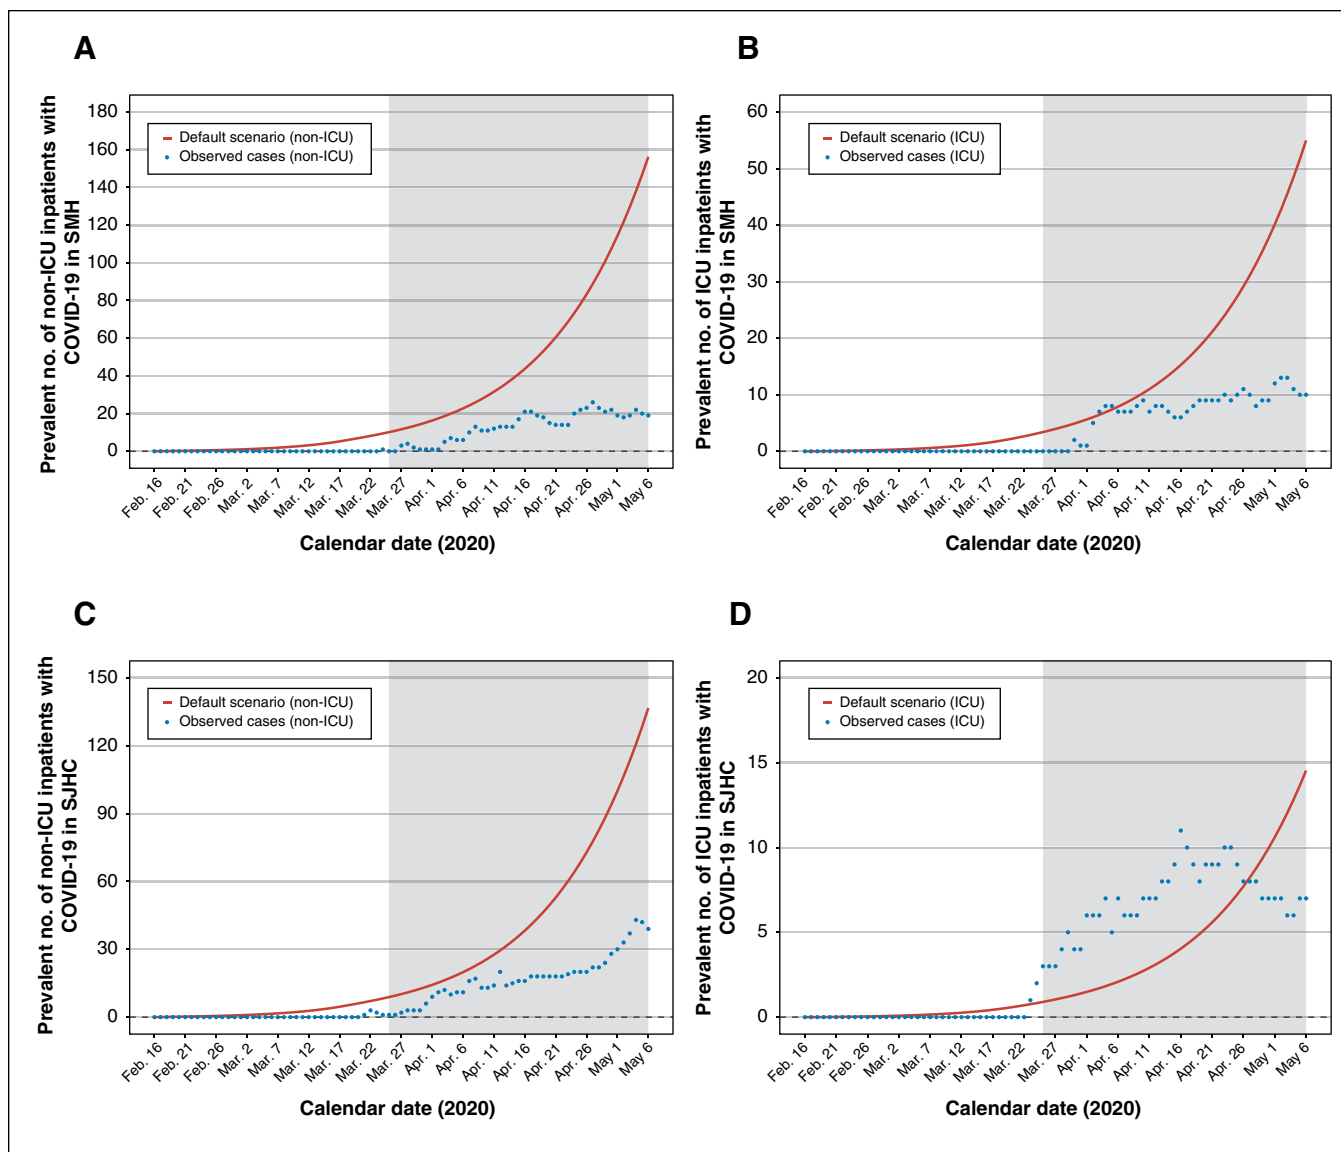 A
Prevalent no. of non-ICU inpatients with
COVID-19 in SMH
180
160
140
120
100
80
60
40
20
0
Default scenario (non-ICU)
Observed cases (non-ICU)
Feb. 16
Feb. 21
Feb. 26
Mar. 2
Mar. 7
Mar. 12
Mar. 17
Mar. 22
Mar. 27
Apr. 1
Apr. 6
Apr. 11
Apr. 16
Apr. 21
Apr. 26
May 1
May 6
Calendar date (2020)
B
Prevalent no. of ICU inpateints with
COVID-19 in SMH
60
50
40
30
20
10
0
Default scenario (ICU)
Observed cases (ICU)
Feb. 16
Feb. 21
Feb. 26
Mar. 2
Mar. 7
Mar. 12
Mar. 17
Mar. 22
Mar. 27
Apr. 1
Apr. 6
Apr. 11
Apr. 16
Apr. 21
Apr. 26
May 1
May 6
Calendar date (2020)
C
Prevalent no. of non-ICU inpatients with
COVID-19 in SJHC
150
120
90
60
30
0
Default scenario (non-ICU)
Observed cases (non-ICU)
Feb. 16
Feb. 21
Feb. 26
Mar. 2
Mar. 7
Mar. 12
Mar. 17
Mar. 22
Mar. 27
Apr. 1
Apr. 6
Apr. 11
Apr. 16
Apr. 21
Apr. 26
May 1
May 6
Calendar date (2020)
D
Prevalent no. of ICU inpatients with
COVID-19 in SJHC
20
15
10
5
0
Default scenario (ICU)
Observed cases (ICU)
Feb. 16
Feb. 21
Feb. 26
Mar. 2
Mar. 7
Mar. 12
Mar. 17
Mar. 22
Mar. 27
Apr. 1
Apr. 6
Apr. 11
Apr. 16
Apr. 21
Apr. 26
May 1
May 6
Calendar date (2020)